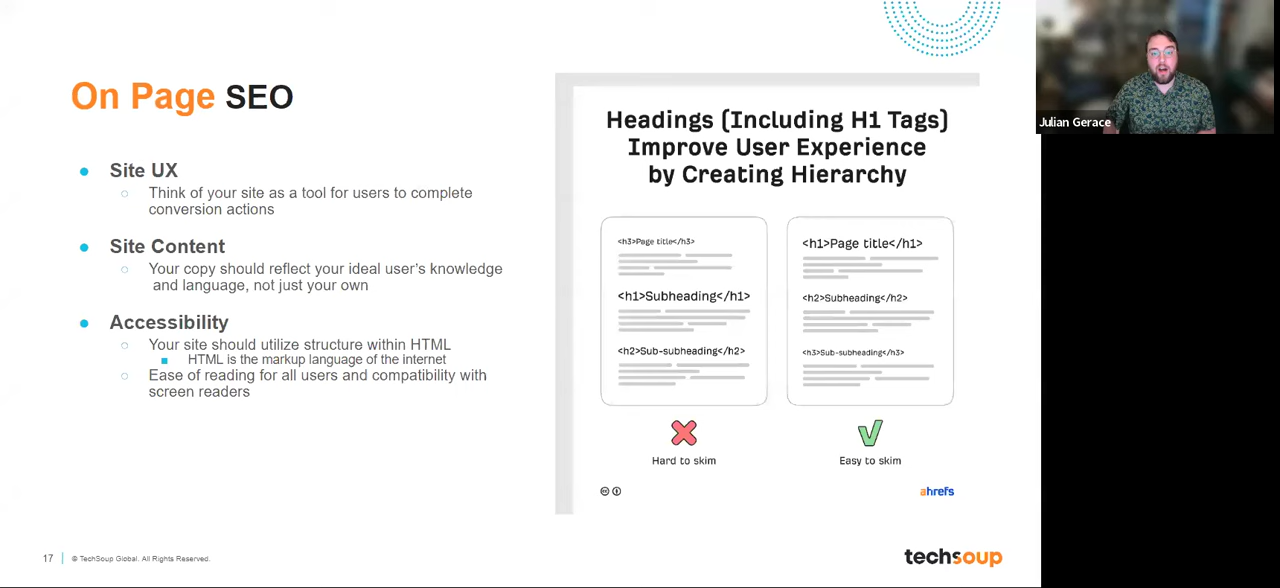 On Page SEO
Site UX
Think of your site as a tool for users to complete
conversion actions
Site Content
Your copy should reflect your ideal user's knowledge
and language, not just your own
Accessibility
Your site should utilize structure within HTML
HTML is the markup language of the internet
Ease of reading for all users and compatibility with
screen readers
Headings (Including H1 Tags)
Improve User Experience
by Creating Hierarchy
<h3>Page title</h3>
<h1>Subheading</h1>
<h2>Sub-subheading</h2>
Hard to skim
<h1>Page title</h1>
<h2>Subheading</h2>
<h3>Sub-subheading</h3>
Easy to skim
ahrefs
17
© TechSoup Global. All Rights Reserved.
techsoup
Julian Gerace